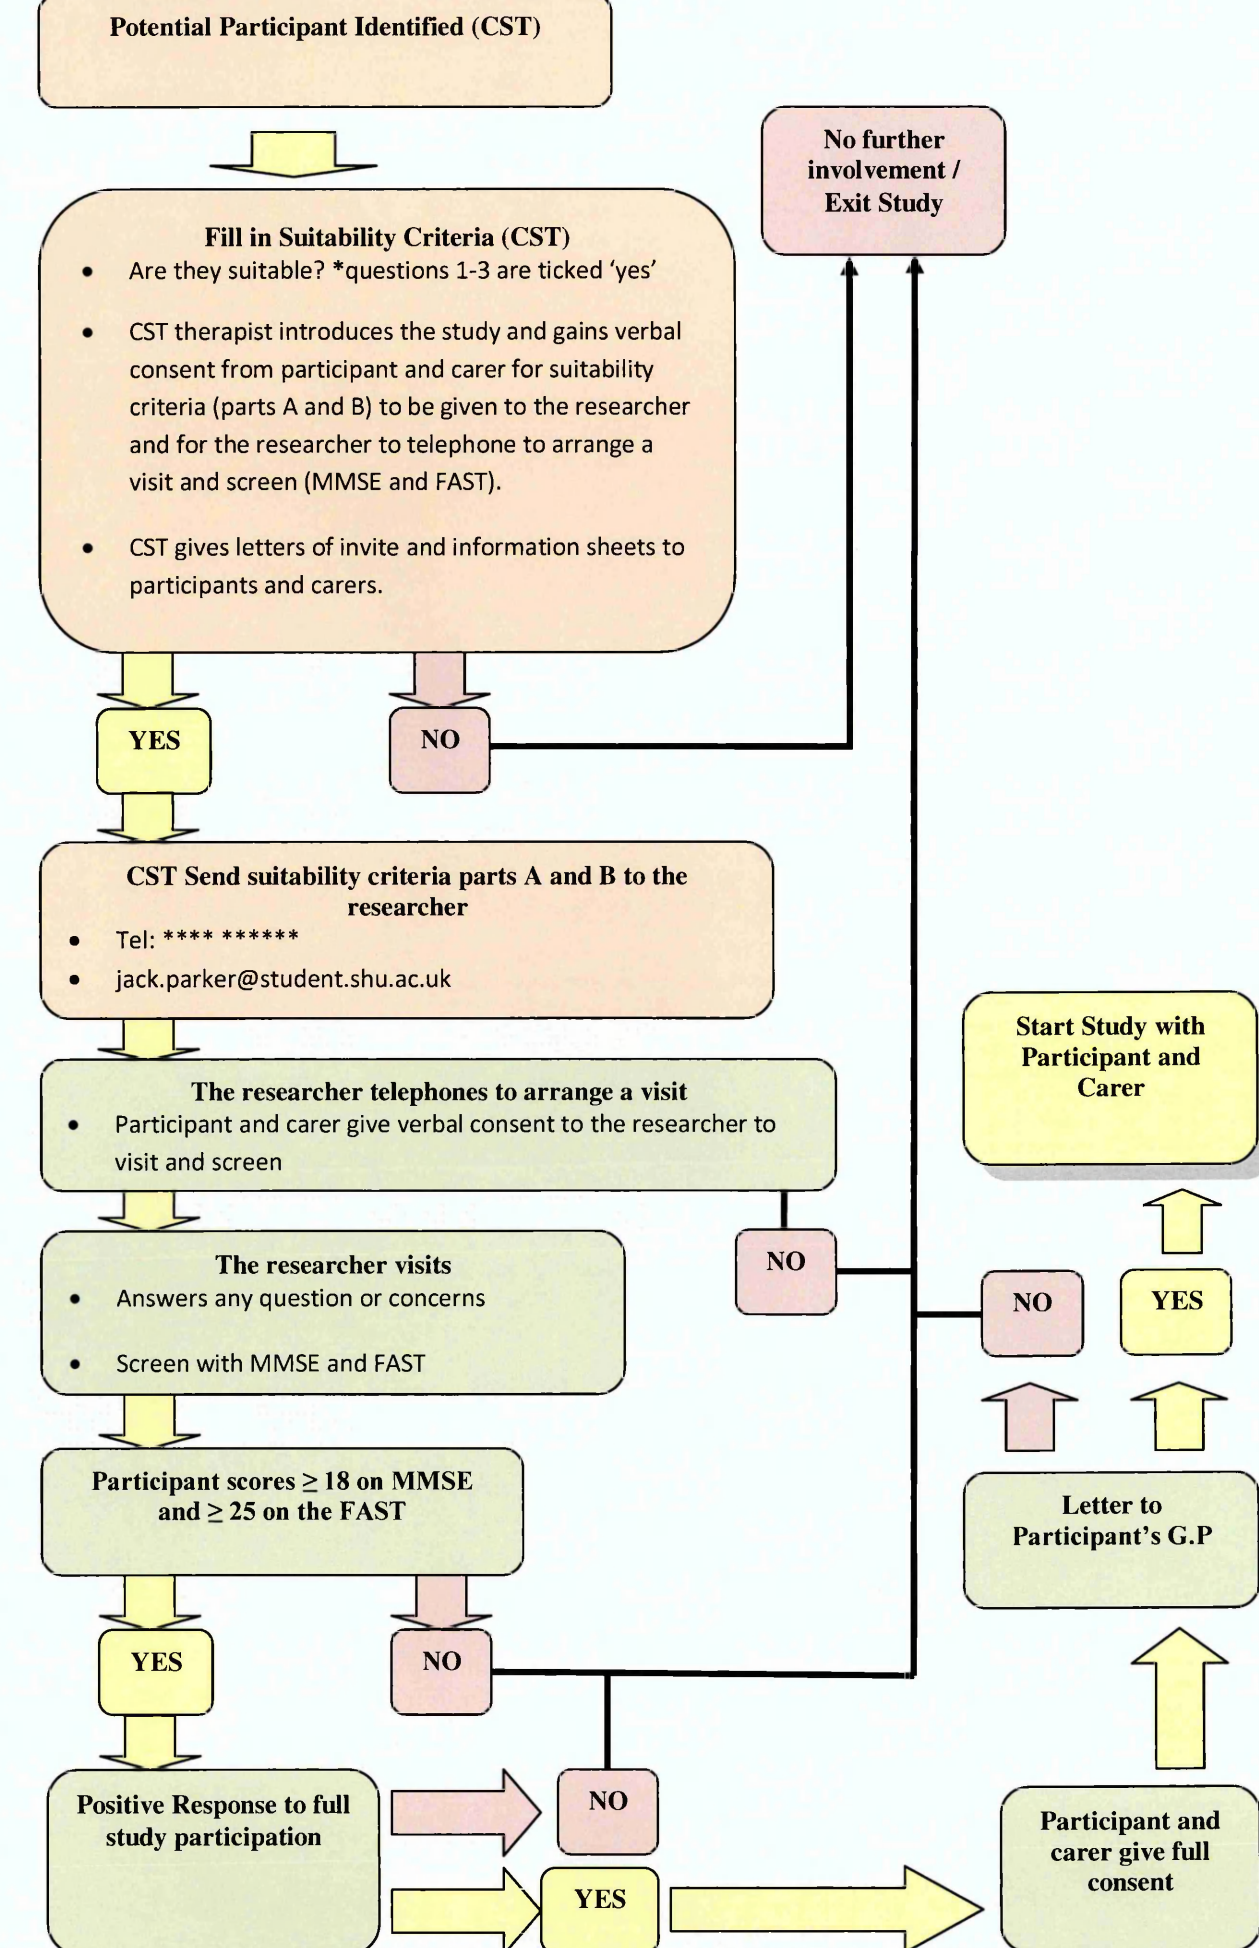 Potential Participant Identified (CST)
No further
involvement /
Exit Study
Fill in Suitability Criteria (CST)
• Are they suitable? *questions 1-3 are ticked ‘yes’
• CST therapist introduces the study and gains verbal
consent from participant and carer for suitability
criteria (parts A and B) to be given to the researcher
and for the researcher to telephone to arrange a
visit and screen (MMSE and FAST).
• CST gives letters of invite and information sheets to
participants and carers.
YES
NO
CST Send suitability criteria parts A and B to the
researcher
• Tel: **** ******
• jack.parker@student.shu.ac.uk
The researcher telephones to arrange a visit
• Participant and carer give verbal consent to the researcher to
visit and screen
NO
The researcher visits
• Answers any question or concerns
• Screen with MMSE and FAST
Participant scores ≥ 18 on MMSE
and ≥ 25 on the FAST
YES
NO
Positive Response to full
study participation
NO
YES
Participant and
carer give full
consent
Letter to
Participant’s G.P
NO
YES
Start Study with
Participant and
Carer